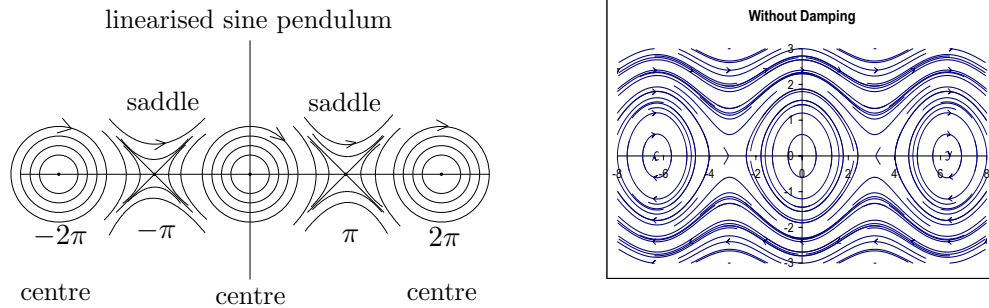 linearised sine pendulum
saddle saddle
−2π −π π 2π
centre centre centre
Without Damping
3
2
1
-8 -6 -4 -2 0 0 2 4 6 8
-1
-2
-3